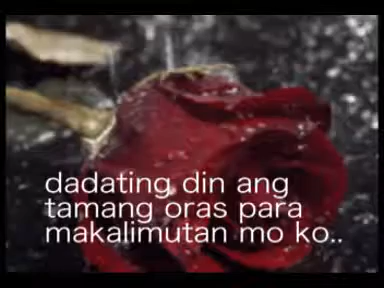 dadating din ang
tamang oras para
makalimutan mo ko..